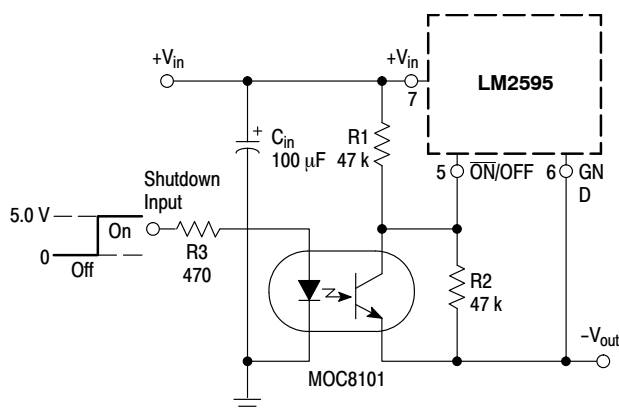 +Vin
+Vin
7
LM2595
Cin
100 µF
+
R1
47 k
5
ON/OFF
6
GN
D
Shutdown
Input
5.0 V
On
0
Off
R3
470
R2
47 k
−Vout
MOC8101